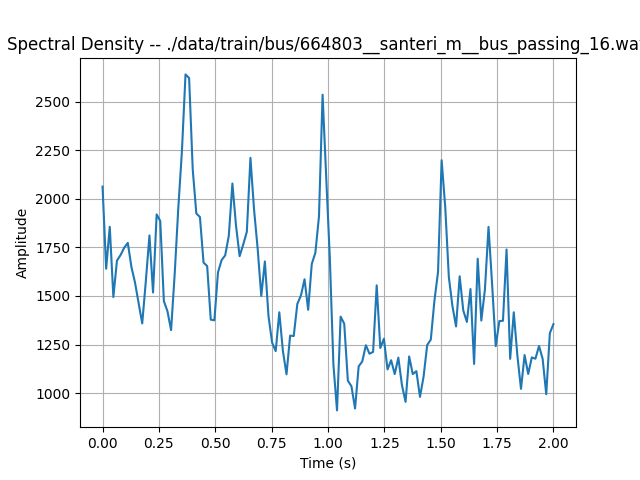 Spectral Density -- ./data/train/bus/664803__santeri_m__bus_passing_16.wa
2500
2250
2000
1750
1500
1250
1000
Amplitude
0.00 0.25 0.50 0.75 1.00 1.25 1.50 1.75 2.00
Time (s)